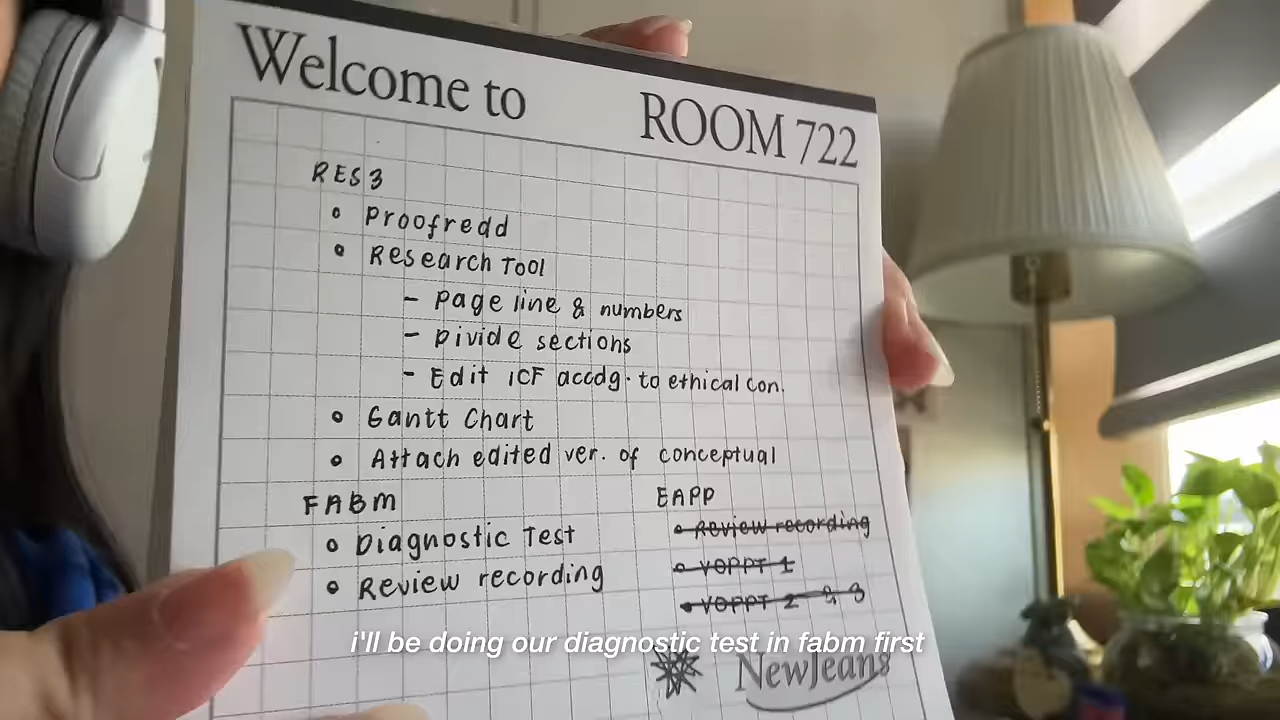 Welcome to ROOM 722
RES3
• Proofredd
• Research Tool
- Page line & numbers
- Divide sections
- Edit ICF accdg. to ethical con.
• Gantt Chart
• Attach edited ver. of conceptual
FABM
• Diagnostic Test
• Review recording
EAPP
• Review recording
• VOPPT 1
• VOPPT 2 & 3
i'll be doing our diagnostic test in fabm first
NewJeans